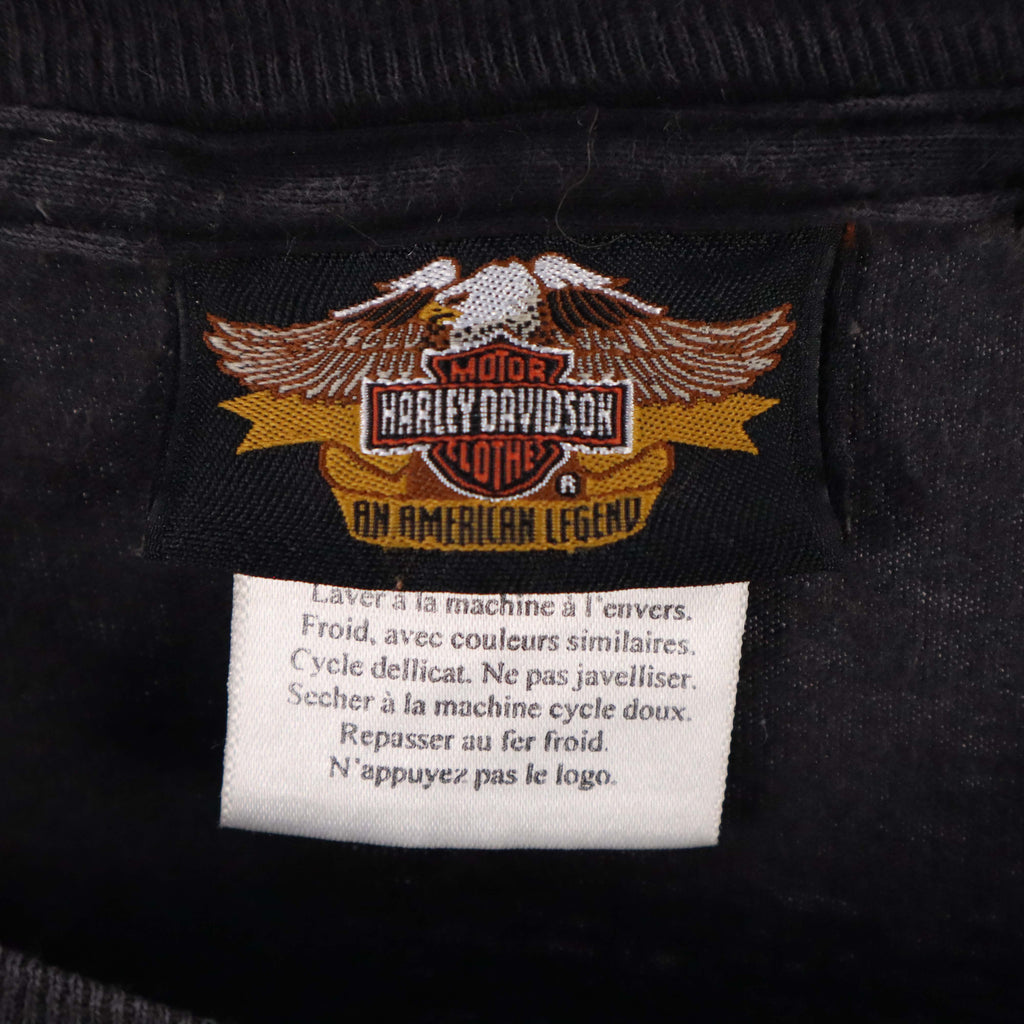 MOTOR
HARLEY DAVIDSON
CLOTHES
®
AN AMERICAN LEGEND
Laver à la machine à l'envers.
Froid, avec couleurs similaires.
Cycle dellicat. Ne pas javelliser.
Secher à la machine cycle doux.
Repasser au fer froid.
N'appuyez pas le logo.